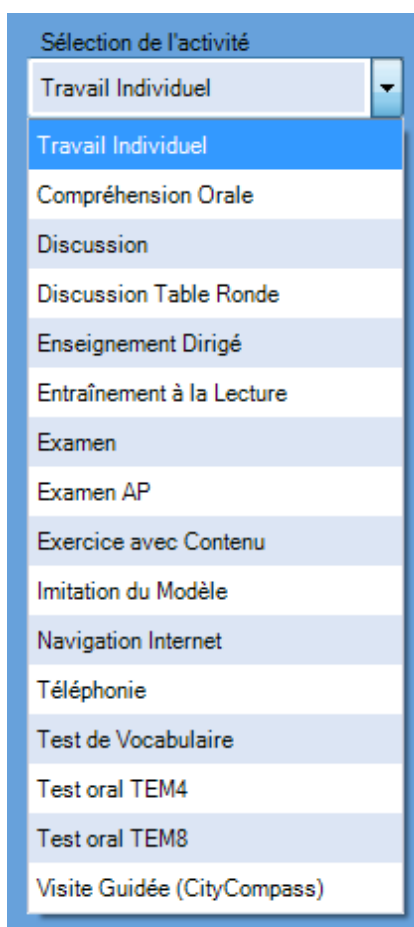 Sélection de l'activité
Travail Individuel
Travail Individuel
Compréhension Orale
Discussion
Discussion Table Ronde
Enseignement Dirigé
Entraînement à la Lecture
Examen
Examen AP
Exercice avec Contenu
Imitation du Modèle
Navigation Internet
Téléphonie
Test de Vocabulaire
Test oral TEM4
Test oral TEM8
Visite Guidée (CityCompass)